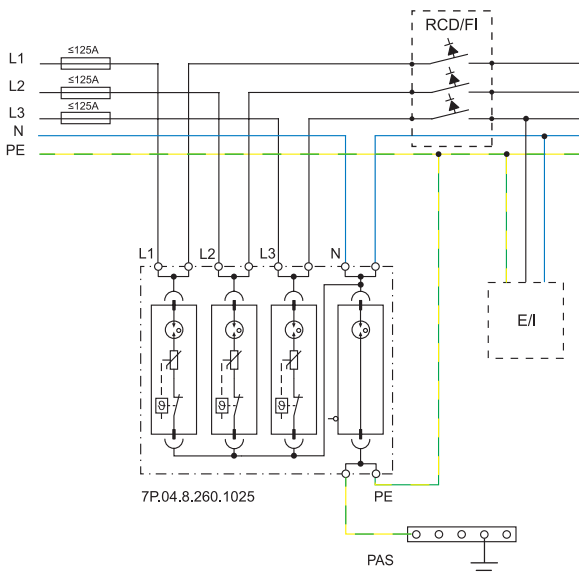 RCD/FI
≤125A
L1
≤125A
L2
≤125A
L3
N
PE
L1 L2 L3 N
E/I
ϑ ϑ ϑ
7P.04.8.260.1025 PE
PAS